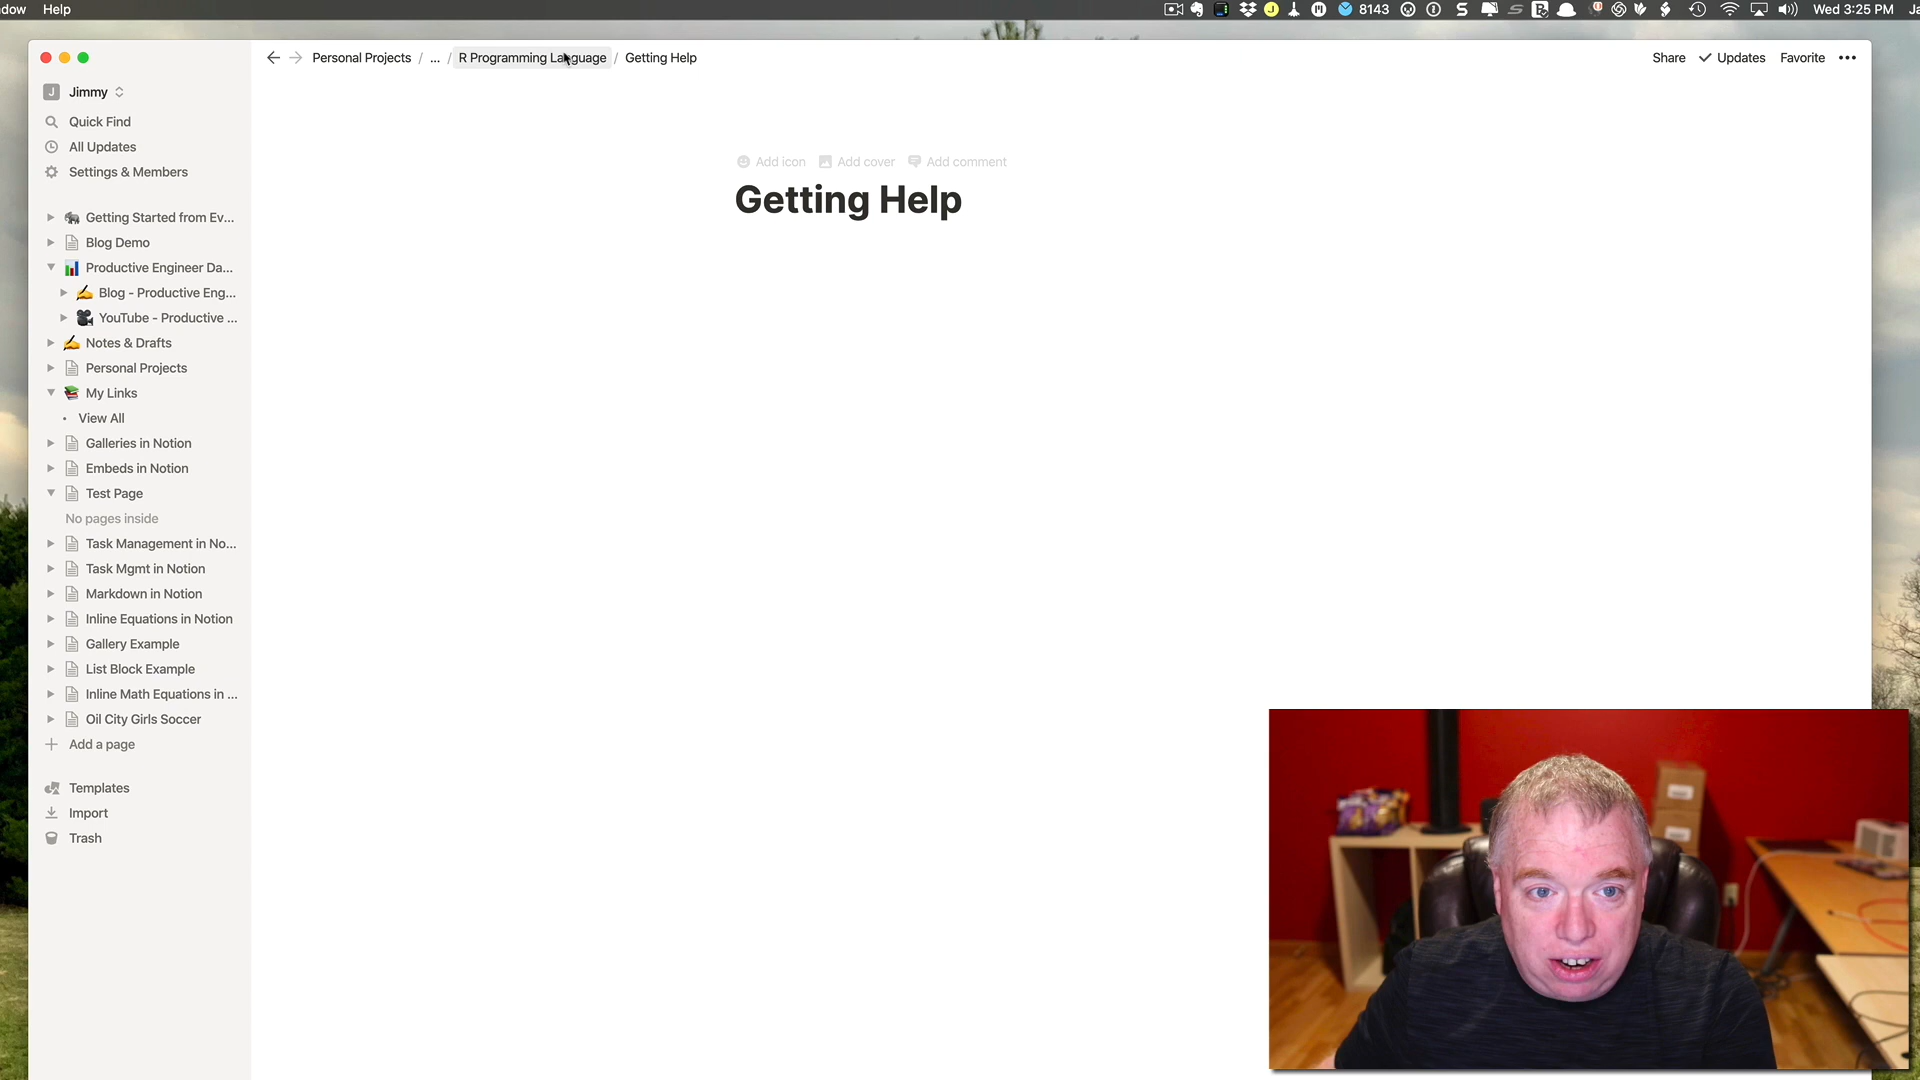 dow Help 8143 Wed 3:25 PM
Personal Projects / ... / R Programming Language / Getting Help Share Updates Favorite •••
J Jimmy
Quick Find
All Updates
Settings & Members
Add icon Add cover Add comment
Getting Help
Getting Started from Ev...
Blog Demo
Productive Engineer Da...
Blog - Productive Eng...
YouTube - Productive ...
Notes & Drafts
Personal Projects
My Links
View All
Galleries in Notion
Embeds in Notion
Test Page
No pages inside
Task Management in No...
Task Mgmt in Notion
Markdown in Notion
Inline Equations in Notion
Gallery Example
List Block Example
Inline Math Equations in ...
Oil City Girls Soccer
Add a page
Templates
Import
Trash